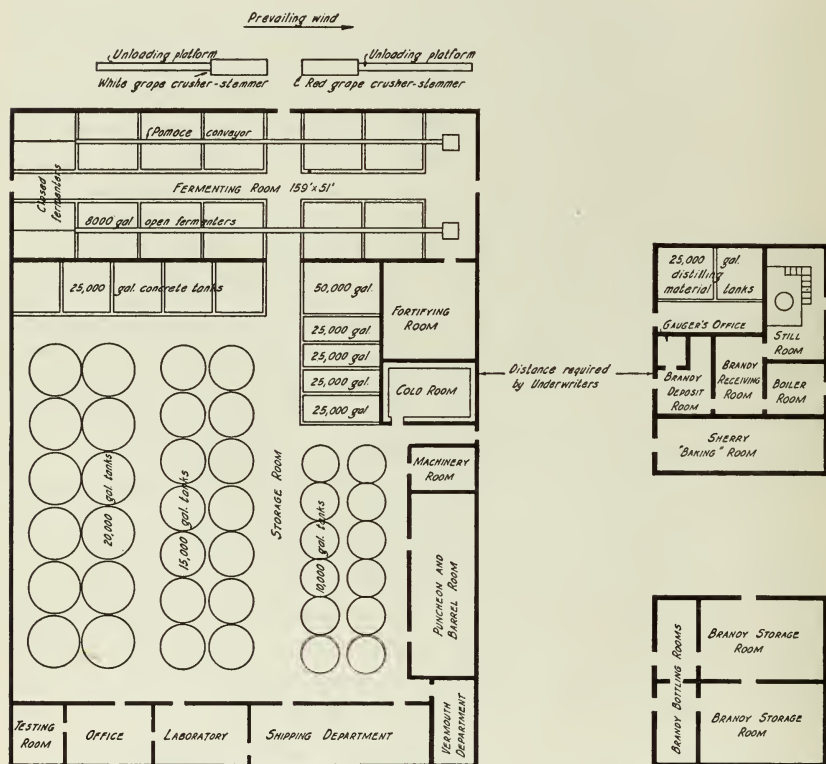 Prevailing wind
Unloading platform
White grape crusher-stemmer
Unloading platform
Red grape crusher-stemmer
Pomace conveyor
Closed
fermenters
FERMENTING ROOM 159'x51'
8000 gal open fermenters
25,000 gal. concrete tanks
50,000 gal.
25,000 gal.
25,000 gal.
25,000 gal.
25,000 gal
FORTIFYING
ROOM
COLD ROOM
Distance required
by Underwriters
20,000 gal tanks
15,000 gal. tanks
STORAGE ROOM
10,000 gal. tanks
MACHINERY
ROOM
PUNCHEON AND
BARREL ROOM
TESTING
ROOM
OFFICE
LABORATORY
SHIPPING DEPARTMENT
VERMOUTH
DEPARTMENT
25,000 gal.
distilling
material tanks
GAUGER'S OFFICE
STILL
ROOM
BRANDY
DEPOSIT
ROOM
BRANDY
RECEIVING
ROOM
BOILER
ROOM
SHERRY
"BAKING" ROOM
BRANDY BOTTLING ROOMS
BRANDY STORAGE
ROOM
BRANDY STORAGE
ROOM